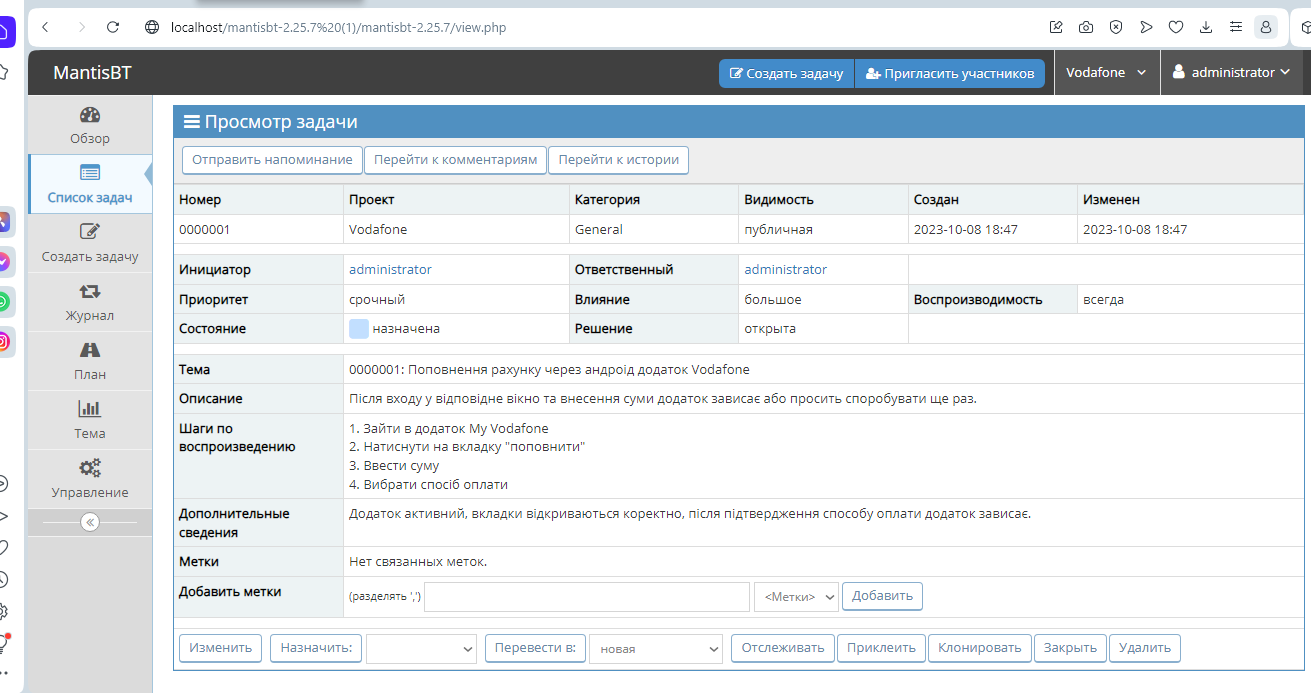 localhost/mantisbt-2.25.7%20(1)/mantisbt-2.25.7/view.php
MantisBT
Создать задачу
Пригласить участников
Vodafone
administrator
Обзор
Список задач
Создать задачу
Журнал
План
Тема
Управление
Просмотр задачи
Отправить напоминание
Перейти к комментариям
Перейти к истории
Номер Проект Категория Видимость Создан Изменен
0000001 Vodafone General публичная 2023-10-08 18:47 2023-10-08 18:47
Инициатор administrator Ответственный administrator
Приоритет срочный Влияние большое Воспроизводимость всегда
Состояние назначена Решение открыта
Тема 0000001: Поповнення рахунку через андроід додаток Vodafone
Описание Після входу у відповідне вікно та внесення суми додаток зависає або просить споробувати ще раз.
Шаги по
воспроизведению
1. Зайти в додаток My Vodafone
2. Натиснути на вкладку "поповнити"
3. Ввести суму
4. Вибрати спосіб оплати
Дополнительные
сведения
Додаток активний, вкладки відкриваються коректно, після підтвердження способу оплати додаток зависає.
Метки Нет связанных меток.
Добавить метки (разделять ',') <Метки> Добавить
Изменить Назначить: Перевести в: новая Отслеживать Приклеить Клонировать Закрыть Удалить